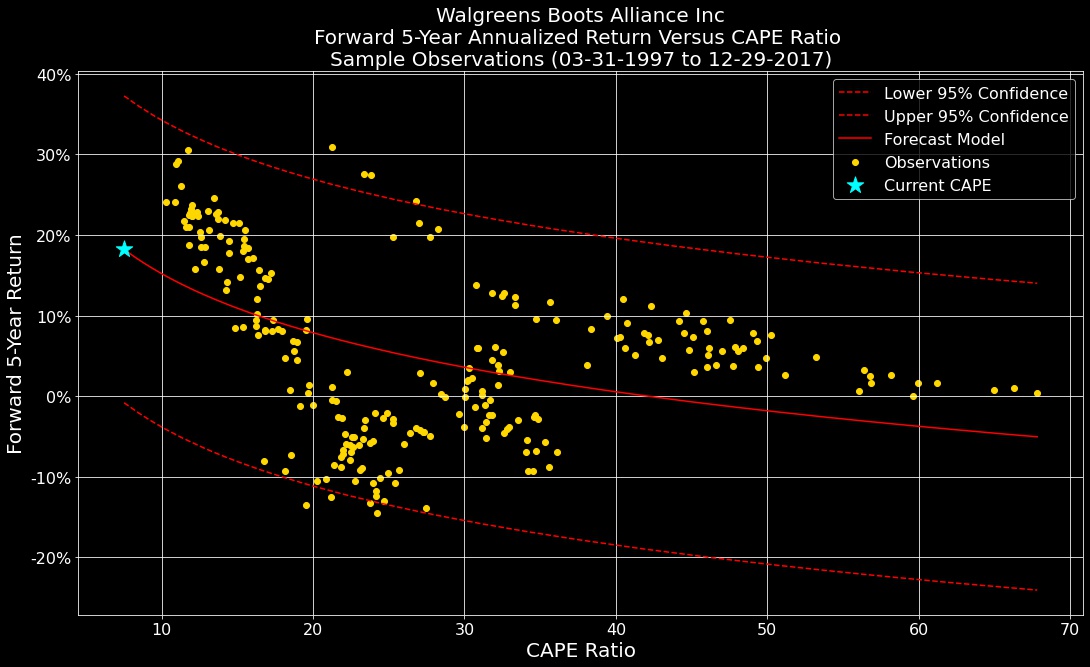 Walgreens Boots Alliance Inc
Forward 5-Year Annualized Return Versus CAPE Ratio
Sample Observations (03-31-1997 to 12-29-2017)
Lower 95% Confidence
Upper 95% Confidence
Forecast Model
Observations
Current CAPE
Forward 5-Year Return
40%
30%
20%
10%
0%
-10%
-20%
10 20 30 40 50 60 70
CAPE Ratio